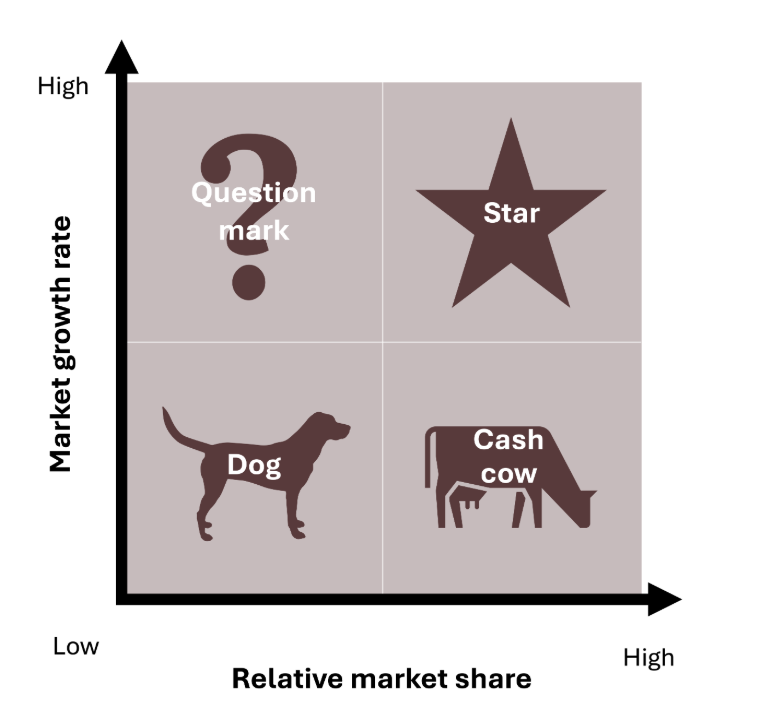 High
Question
mark
Star
Market growth rate
Dog
Cash
cow
Low
High
Relative market share